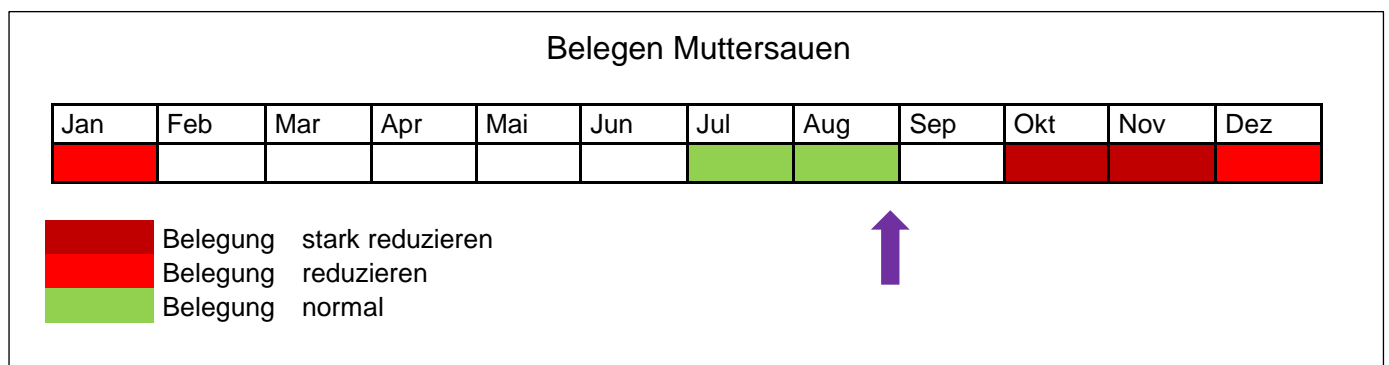 Belegen Muttersauen
Jan Feb Mar Apr Mai Jun Jul Aug Sep Okt Nov Dez
Belegung stark reduzieren
Belegung reduzieren
Belegung normal